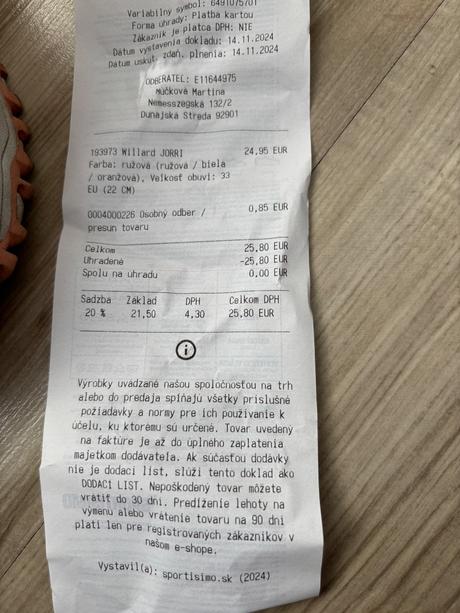 Variabilný symbol: 6491075701
Forma úhrady: Platba kartou
Zákazník je platca DPH: NIE
Dátum vystavenia dokladu: 14.11.2024
Dátum uskut. zdaň. plnenia: 14.11.2024
ODBERATEL: E11644975
Múčková Martina
Nemesszegská 132/2
Dunajská Streda 92901
193973 Willard JORRI 24,95 EUR
Farba: ružová (ružová / biela
/ oranžová), Veľkosť obuvi: 33
EU (22 CM)
0004000226 Osobný odber / 0,85 EUR
presun tovaru
Celkom 25,80 EUR
Uhradené -25,80 EUR
Spolu na úhradu 0,00 EUR
Sadzba Základ DPH Celkom DPH
20 % 21,50 4,30 25,80 EUR
Výrobky uvádzané našou spoločnosťou na trh
alebo do predaja spĺňajú všetky príslušné
požiadavky a normy pre ich používanie k
účelu, ku ktorému sú určené. Tovar uvedený
na faktúre je až do úplného zaplatenia
majetkom dodávateľa. Ak súčasťou dodávky
nie je dodací list, slúži tento doklad ako
DODACÍ LIST. Nepoškodený tovar môžete
vrátiť do 30 dní. Predĺženie lehoty na
výmenu alebo vrátenie tovaru na 90 dní
platí len pre registrovaných zákazníkov v
našom e-shope.
Vystavil(a): sportisimo.sk (2024)